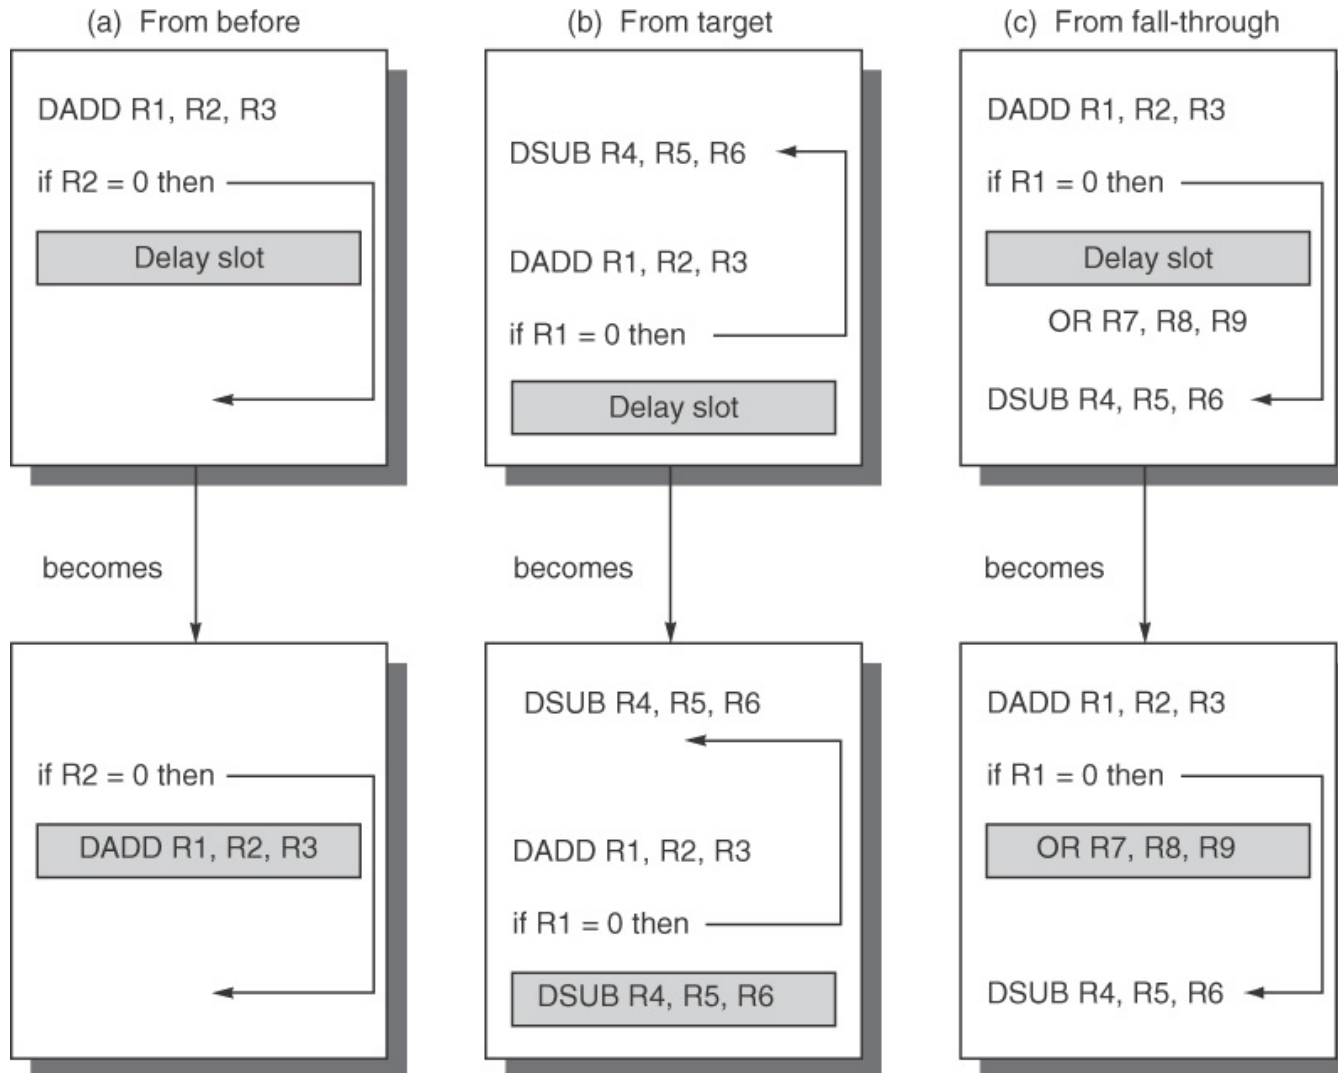 (a) From before
DADD R1, R2, R3
if R2 = 0 then
Delay slot
becomes
if R2 = 0 then
DADD R1, R2, R3
(b) From target
DSUB R4, R5, R6
DADD R1, R2, R3
if R1 = 0 then
Delay slot
becomes
DSUB R4, R5, R6
DADD R1, R2, R3
if R1 = 0 then
DSUB R4, R5, R6
(c) From fall-through
DADD R1, R2, R3
if R1 = 0 then
Delay slot
OR R7, R8, R9
DSUB R4, R5, R6
becomes
DADD R1, R2, R3
if R1 = 0 then
OR R7, R8, R9
DSUB R4, R5, R6